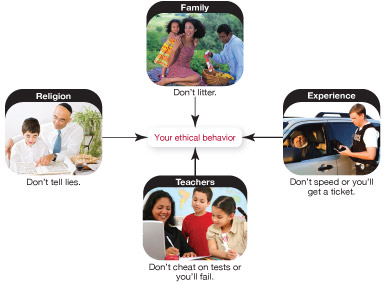 Family
Don't litter.
Religion
Don't tell lies.
Your ethical behavior
Experience
Don't speed or you'll
get a ticket.
Teachers
Don't cheat on tests or
you'll fail.